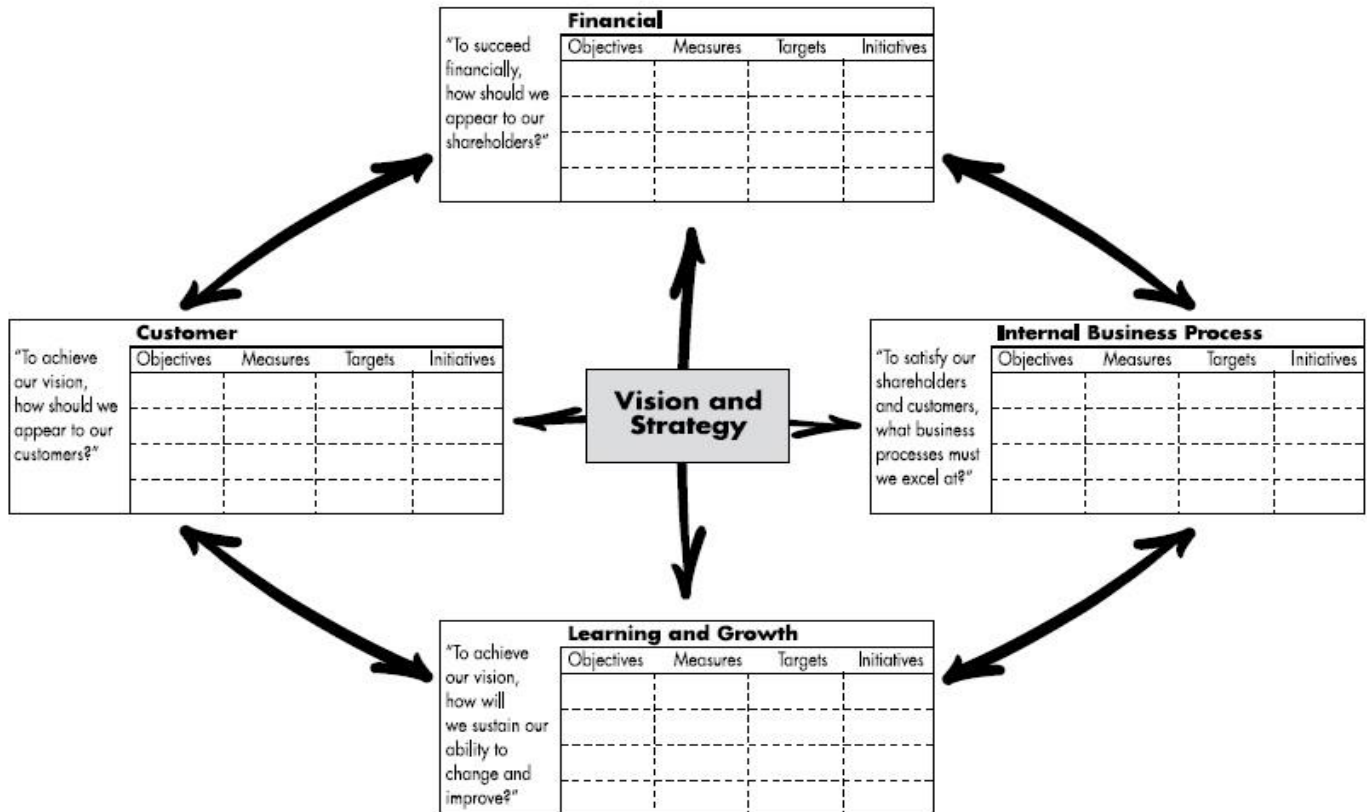 Financial
"To succeed
financially,
how should we
appear to our
shareholders?"
Objectives Measures Targets Initiatives
Customer
"To achieve
our vision,
how should we
appear to our
customers?"
Objectives Measures Targets Initiatives
Vision and
Strategy
Internal Business Process
"To satisfy our
shareholders
and customers,
what business
processes must
we excel at?"
Objectives Measures Targets Initiatives
Learning and Growth
"To achieve
our vision,
how will
we sustain our
ability to
change and
improve?"
Objectives Measures Targets Initiatives